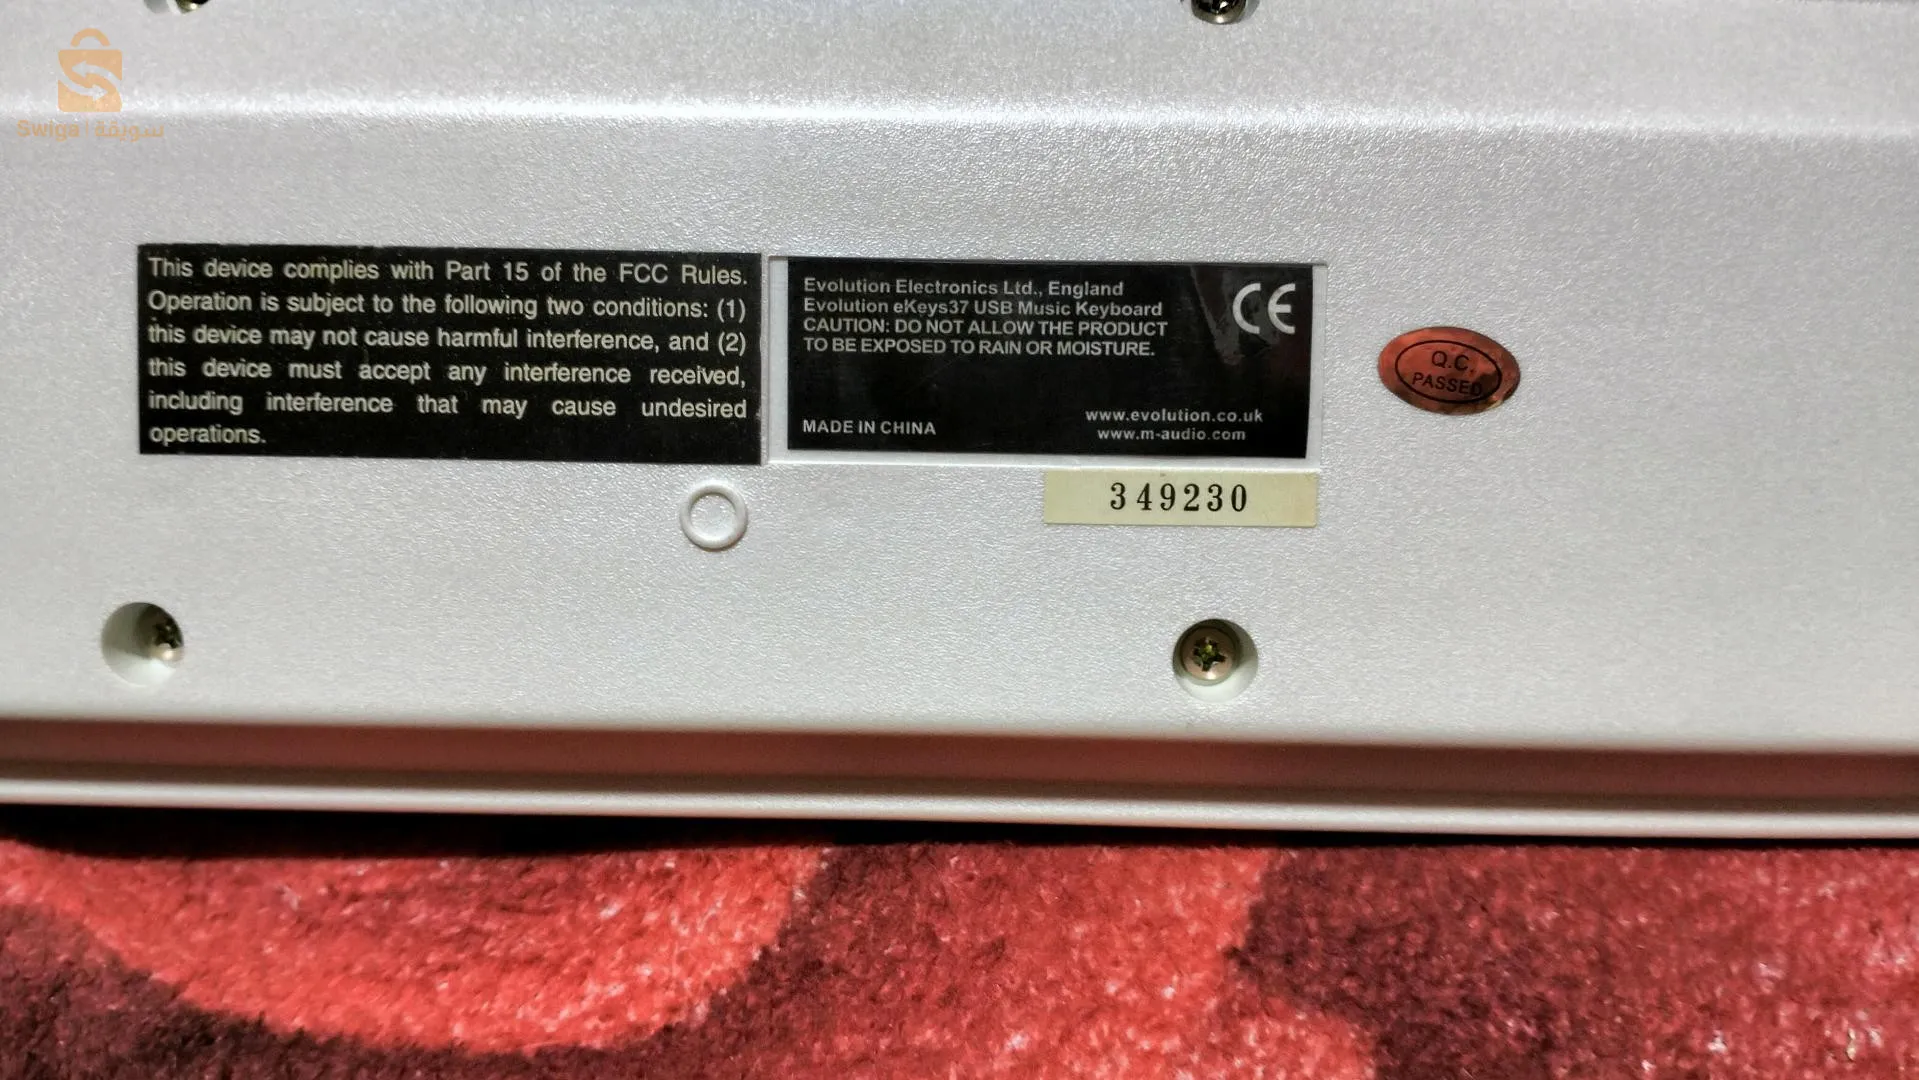 Swiqa | سويقة
This device complies with Part 15 of the FCC Rules.
Operation is subject to the following two conditions: (1)
this device may not cause harmful interference, and (2)
this device must accept any interference received,
including interference that may cause undesired
operations.
Evolution Electronics Ltd., England
Evolution eKeys37 USB Music Keyboard
CAUTION: DO NOT ALLOW THE PRODUCT
TO BE EXPOSED TO RAIN OR MOISTURE.
CE
MADE IN CHINA
www.evolution.co.uk
www.m-audio.com
349230
Q.C.
PASSED